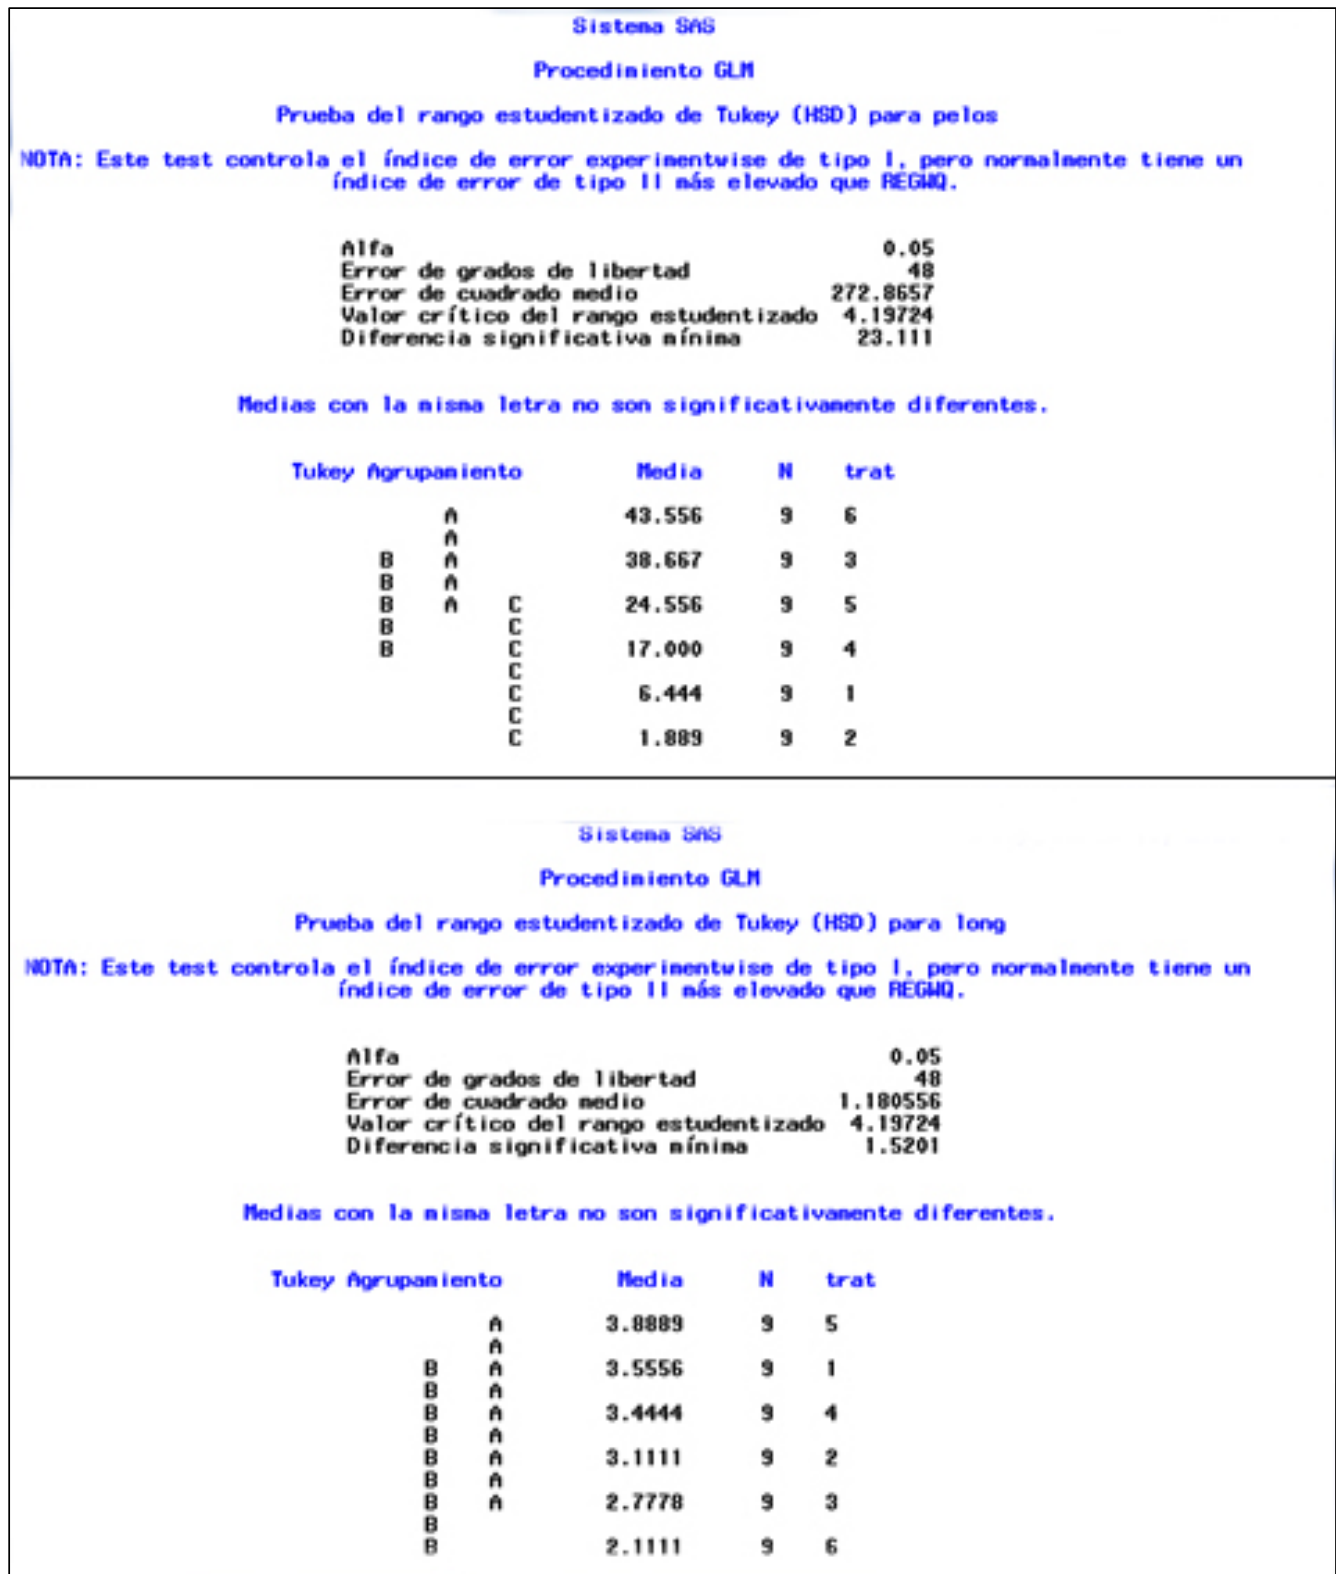 Sistema SAS
Procedimiento GLM
Prueba del rango estudentizado de Tukey (HSD) para pelos
NOTA: Este test controla el índice de error experimentwise de tipo I, pero normalmente tiene un
índice de error de tipo II más elevado que REGWQ.
Alfa 0.05
Error de grados de libertad 48
Error de cuadrado medio 272.8657
Valor crítico del rango estudentizado 4.19724
Diferencia significativa mínima 23.111
Medias con la misma letra no son significativamente diferentes.
Tukey Agrupamiento Media N trat
A 43.556 9 6
A
B A 38.667 9 3
B A
B A C 24.556 9 5
B C
B C 17.000 9 4
C
C 6.444 9 1
C
C 1.889 9 2
Sistema SAS
Procedimiento GLM
Prueba del rango estudentizado de Tukey (HSD) para long
NOTA: Este test controla el índice de error experimentwise de tipo I, pero normalmente tiene un
índice de error de tipo II más elevado que REGWQ.
Alfa 0.05
Error de grados de libertad 48
Error de cuadrado medio 1.180556
Valor crítico del rango estudentizado 4.19724
Diferencia significativa mínima 1.5201
Medias con la misma letra no son significativamente diferentes.
Tukey Agrupamiento Media N trat
A 3.8889 9 5
A
B A 3.5556 9 1
B A
B A 3.4444 9 4
B A
B A 3.1111 9 2
B A
B A 2.7778 9 3
B
B 2.1111 9 6